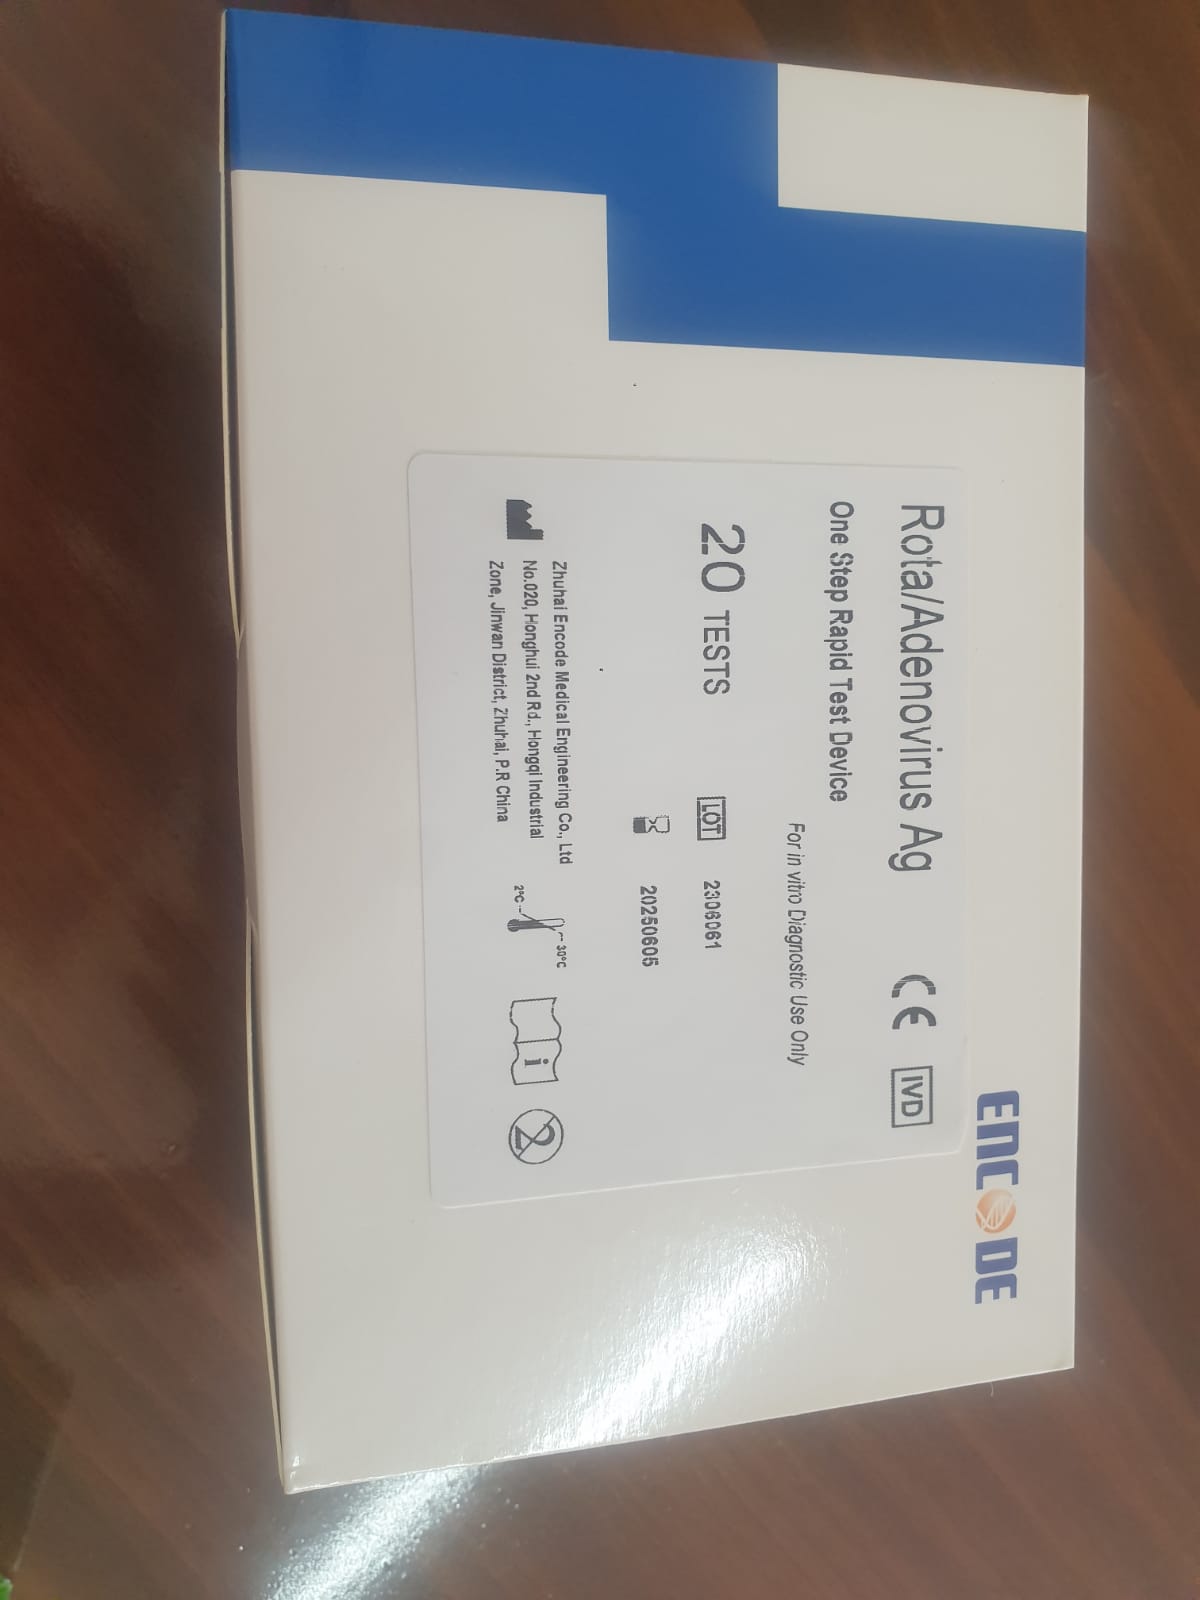 ENCODE
Rota/Adenovirus Ag CE IVD
One Step Rapid Test Device
For in vitro Diagnostic Use Only
20 TESTS LOT 2306061
20250605
Zhuhai Encode Medical Engineering Co., Ltd
No.020, Honghui 2nd Rd., Hongqi Industrial
Zone, Jinwan District, Zhuhai, P.R China
2°C 30°C i 2